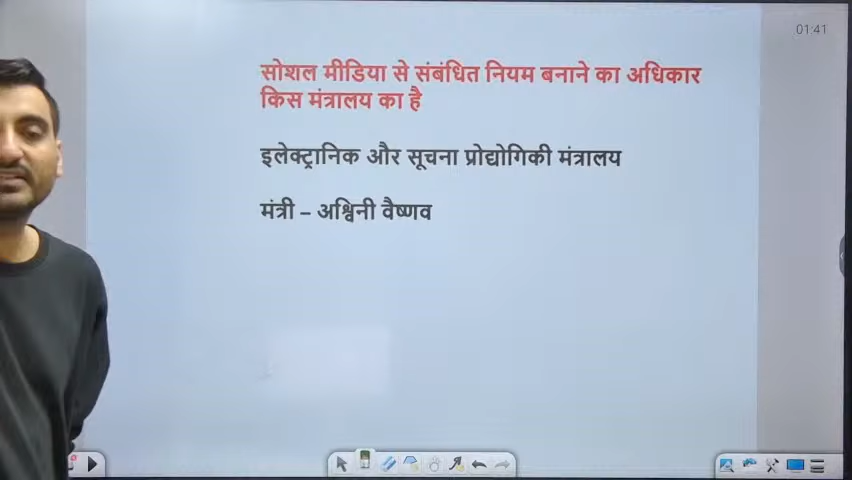 01:41
सोशल मीडिया से संबंधित नियम बनाने का अधिकार
किस मंत्रालय का है
इलेक्ट्रानिक और सूचना प्रोद्योगिकी मंत्रालय
मंत्री – अश्विनी वैष्णव